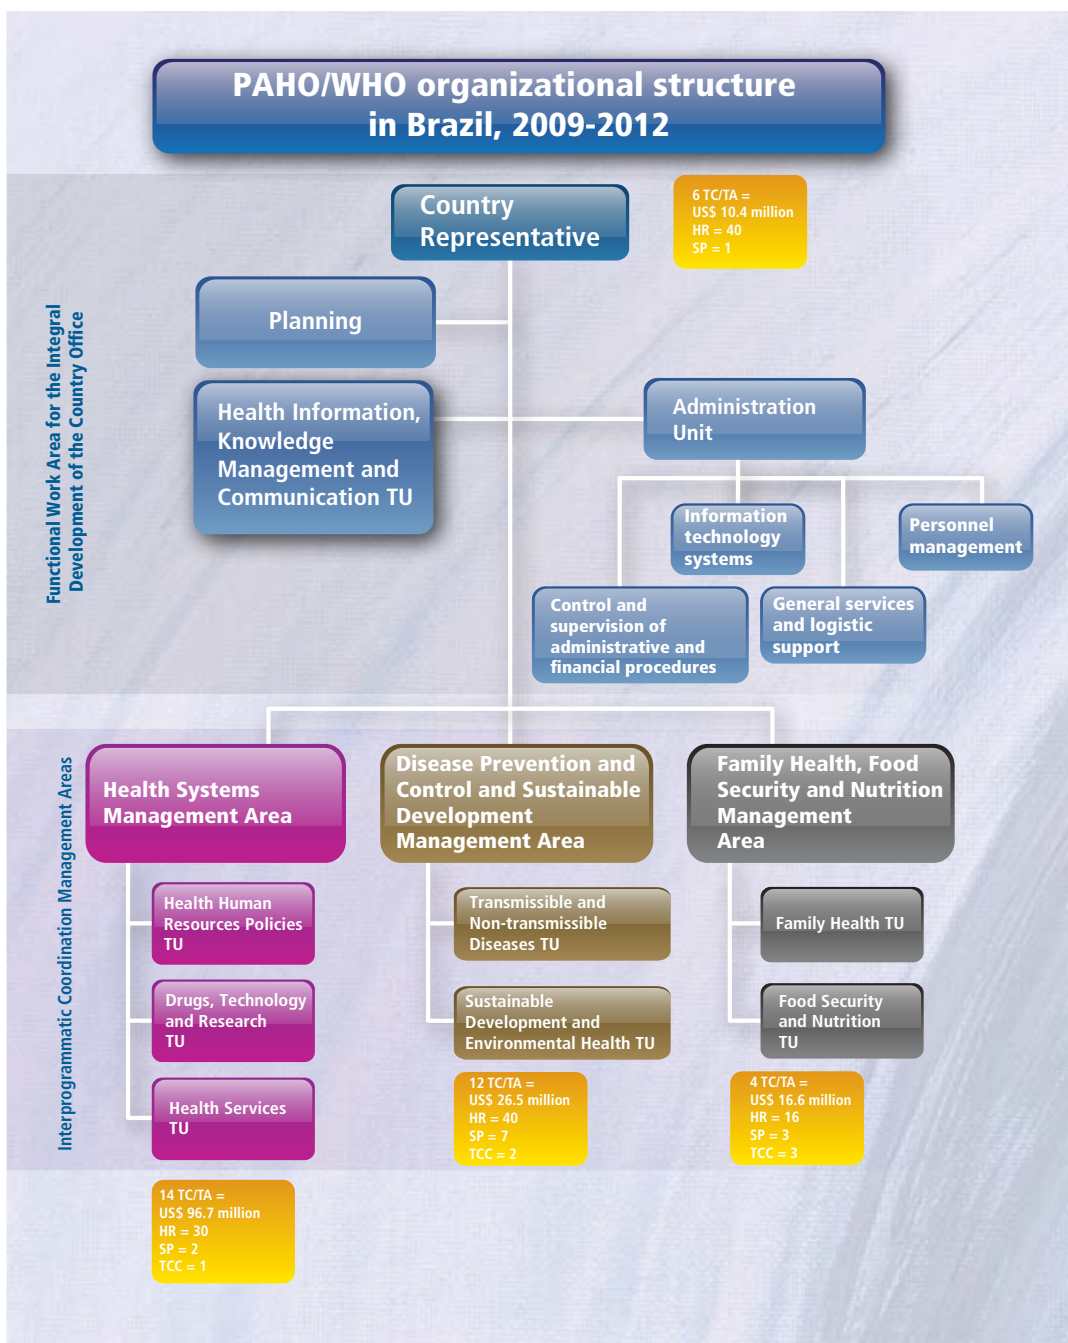 PAHO/WHO organizational structure
in Brazil, 2009-2012
Country
Representative
6 TC/TA =
US$ 10.4 million
HR = 40
SP = 1
Functional Work Area for the Integral
Development of the Country Office
Planning
Health Information,
Knowledge
Management and
Communication TU
Administration
Unit
Information
technology
systems
Personnel
management
Control and
supervision of
administrative and
financial procedures
General services
and logistic
support
Interprogrammatic Coordination Management Areas
Health Systems
Management Area
Health Human
Resources Policies
TU
Drugs, Technology
and Research
TU
Health Services
TU
14 TC/TA =
US$ 96.7 million
HR = 30
SP = 2
TCC = 1
Disease Prevention and
Control and Sustainable
Development
Management Area
Transmissible and
Non-transmissible
Diseases TU
Sustainable
Development and
Environmental Health TU
12 TC/TA =
US$ 26.5 million
HR = 40
SP = 7
TCC = 2
Family Health, Food
Security and Nutrition
Management
Area
Family Health TU
Food Security
and Nutrition
TU
4 TC/TA =
US$ 16.6 million
HR = 16
SP = 3
TCC = 3